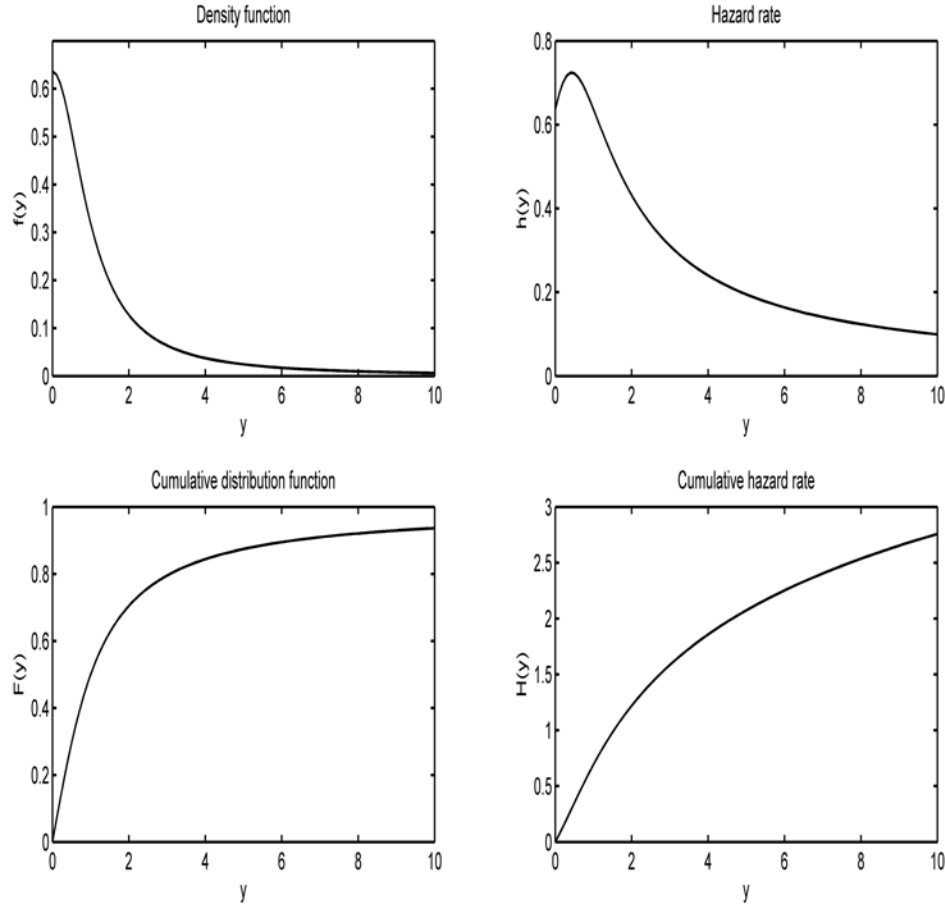 Density function
f(y)
0.6
0.5
0.4
0.3
0.2
0.1
0
0 2 4 6 8 10
y
Hazard rate
h(y)
0.8
0.6
0.4
0.2
0
0 2 4 6 8 10
y
Cumulative distribution function
F(y)
1
0.8
0.6
0.4
0.2
0
0 2 4 6 8 10
y
Cumulative hazard rate
H(y)
3
2.5
2
1.5
1
0.5
0
0 2 4 6 8 10
y